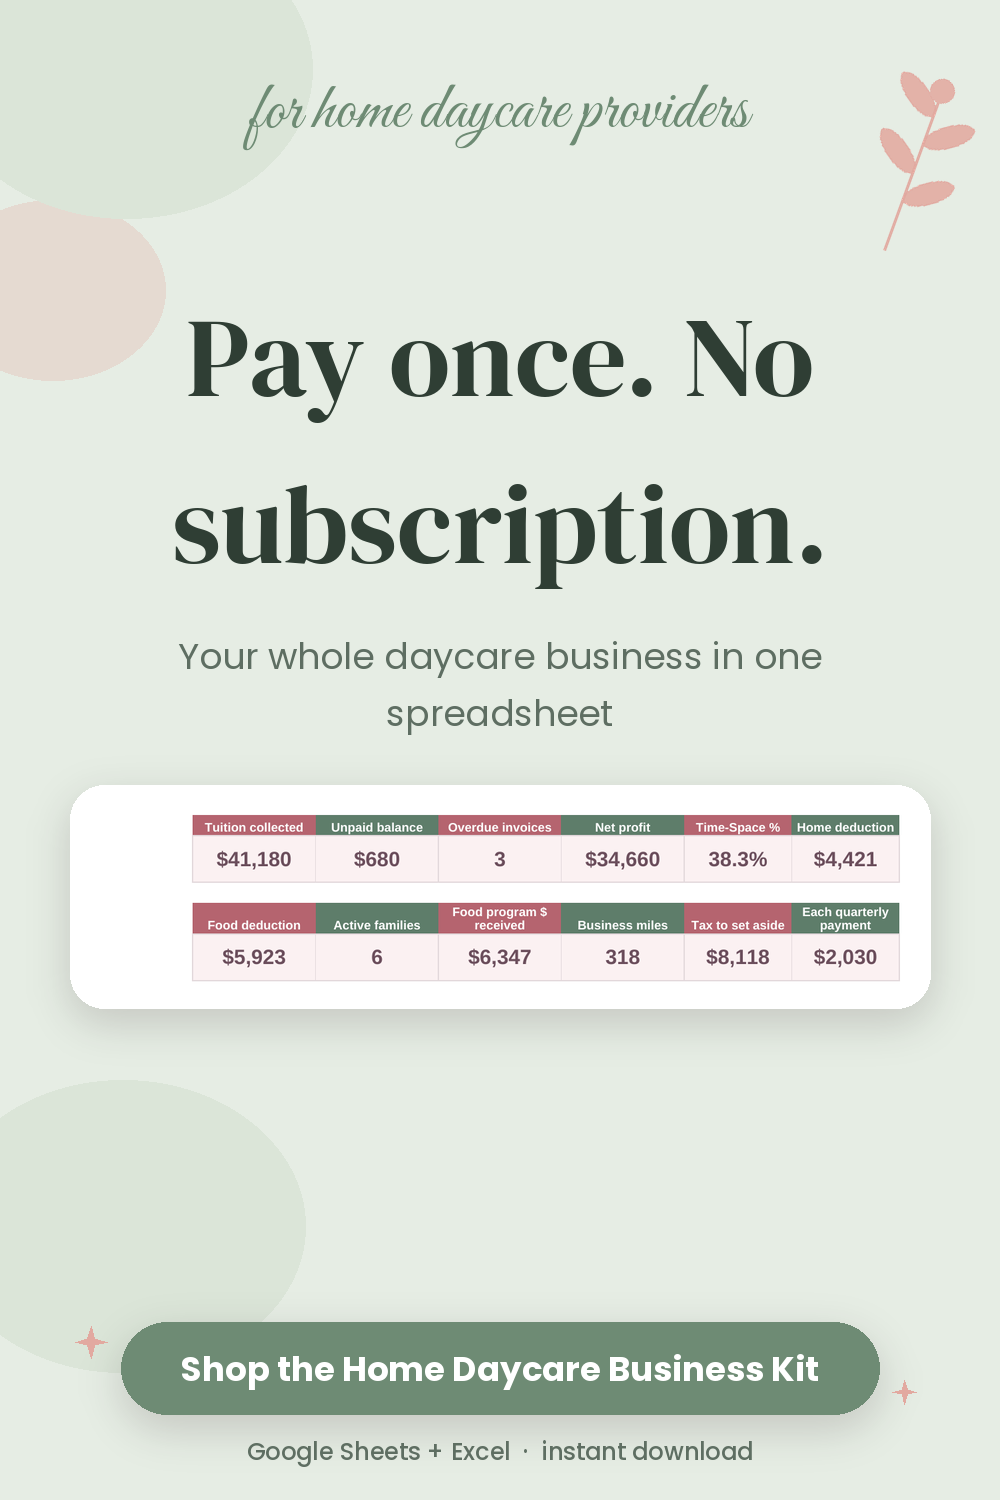 for home daycare providers
Pay once. No
subscription.
Your whole daycare business in one
spreadsheet
Tuition collected Unpaid balance Overdue invoices Net profit Time-Space % Home deduction
$41,180 $680 3 $34,660 38.3% $4,421
Food deduction Active families Food program $ received Business miles Tax to set aside Each quarterly payment
$5,923 6 $6,347 318 $8,118 $2,030
Shop the Home Daycare Business Kit
Google Sheets + Excel · instant download